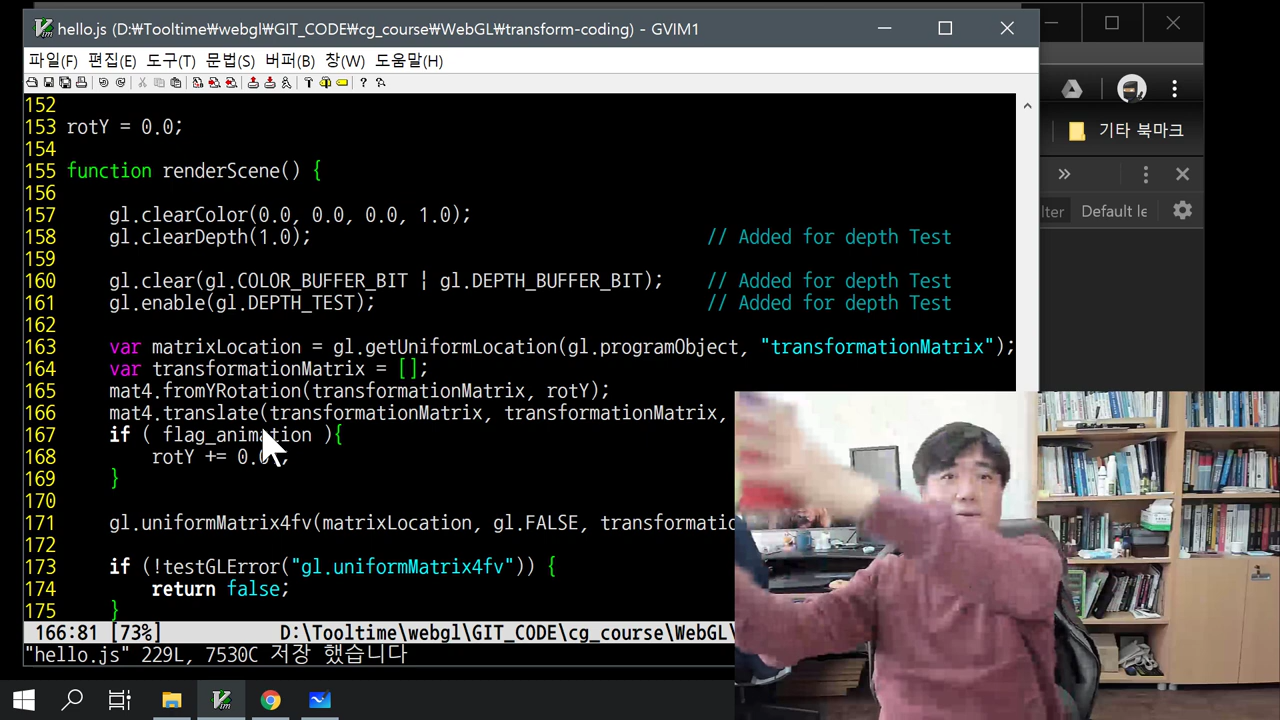 hello.js (D:₩Tooltime₩webgl₩GIT_CODE₩cg_course₩WebGL₩transform-coding) - GVIM1
파일(F) 편집(E) 도구(T) 문법(S) 버퍼(B) 창(W) 도움말(H)
기타 북마크
Default le
152
153 rotY = 0.0;
154
155 function renderScene() {
156
157 gl.clearColor(0.0, 0.0, 0.0, 1.0);
158 gl.clearDepth(1.0); // Added for depth Test
159
160 gl.clear(gl.COLOR_BUFFER_BIT | gl.DEPTH_BUFFER_BIT); // Added for depth Test
161 gl.enable(gl.DEPTH_TEST); // Added for depth Test
162
163 var matrixLocation = gl.getUniformLocation(gl.programObject, "transformationMatrix");
164 var transformationMatrix = [];
165 mat4.fromYRotation(transformationMatrix, rotY);
166 mat4.translate(transformationMatrix, transformationMatrix,
167 if ( flag_animation ){
168 rotY += 0.
169 }
170
171 gl.uniformMatrix4fv(matrixLocation, gl.FALSE, transformatio
172
173 if (!testGLError("gl.uniformMatrix4fv")) {
174 return false;
175 }
166:81 [73%] D:\Tooltime\webgl\GIT_CODE\cg_course\WebGL\
"hello.js" 229L, 7530C 저장 했습니다